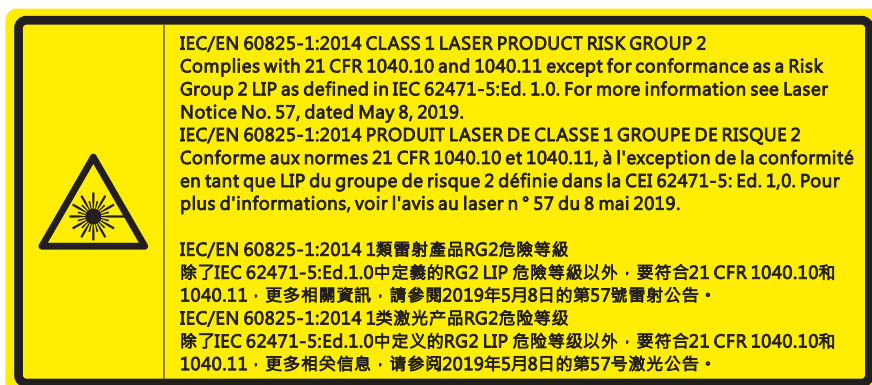 IEC/EN 60825-1:2014 CLASS 1 LASER PRODUCT RISK GROUP 2
Complies with 21 CFR 1040.10 and 1040.11 except for conformance as a Risk
Group 2 LIP as defined in IEC 62471-5:Ed. 1.0. For more information see Laser
Notice No. 57, dated May 8, 2019.
IEC/EN 60825-1:2014 PRODUIT LASER DE CLASSE 1 GROUPE DE RISQUE 2
Conforme aux normes 21 CFR 1040.10 et 1040.11, à l'exception de la conformité
en tant que LIP du groupe de risque 2 définie dans la CEI 62471-5: Ed. 1,0. Pour
plus d'informations, voir l'avis au laser n ° 57 du 8 mai 2019.
IEC/EN 60825-1:2014 1類雷射產品RG2危險等級
除了IEC 62471-5:Ed.1.0中定義的RG2 LIP 危險等級以外，要符合21 CFR 1040.10和
1040.11，更多相關資訊，請參閱2019年5月8日的第57號雷射公告。
IEC/EN 60825-1:2014 1类激光产品RG2危险等级
除了IEC 62471-5:Ed.1.0中定义的RG2 LIP 危险等级以外，要符合21 CFR 1040.10和
1040.11，更多相关信息，请参阅2019年5月8日的第57号激光公告。